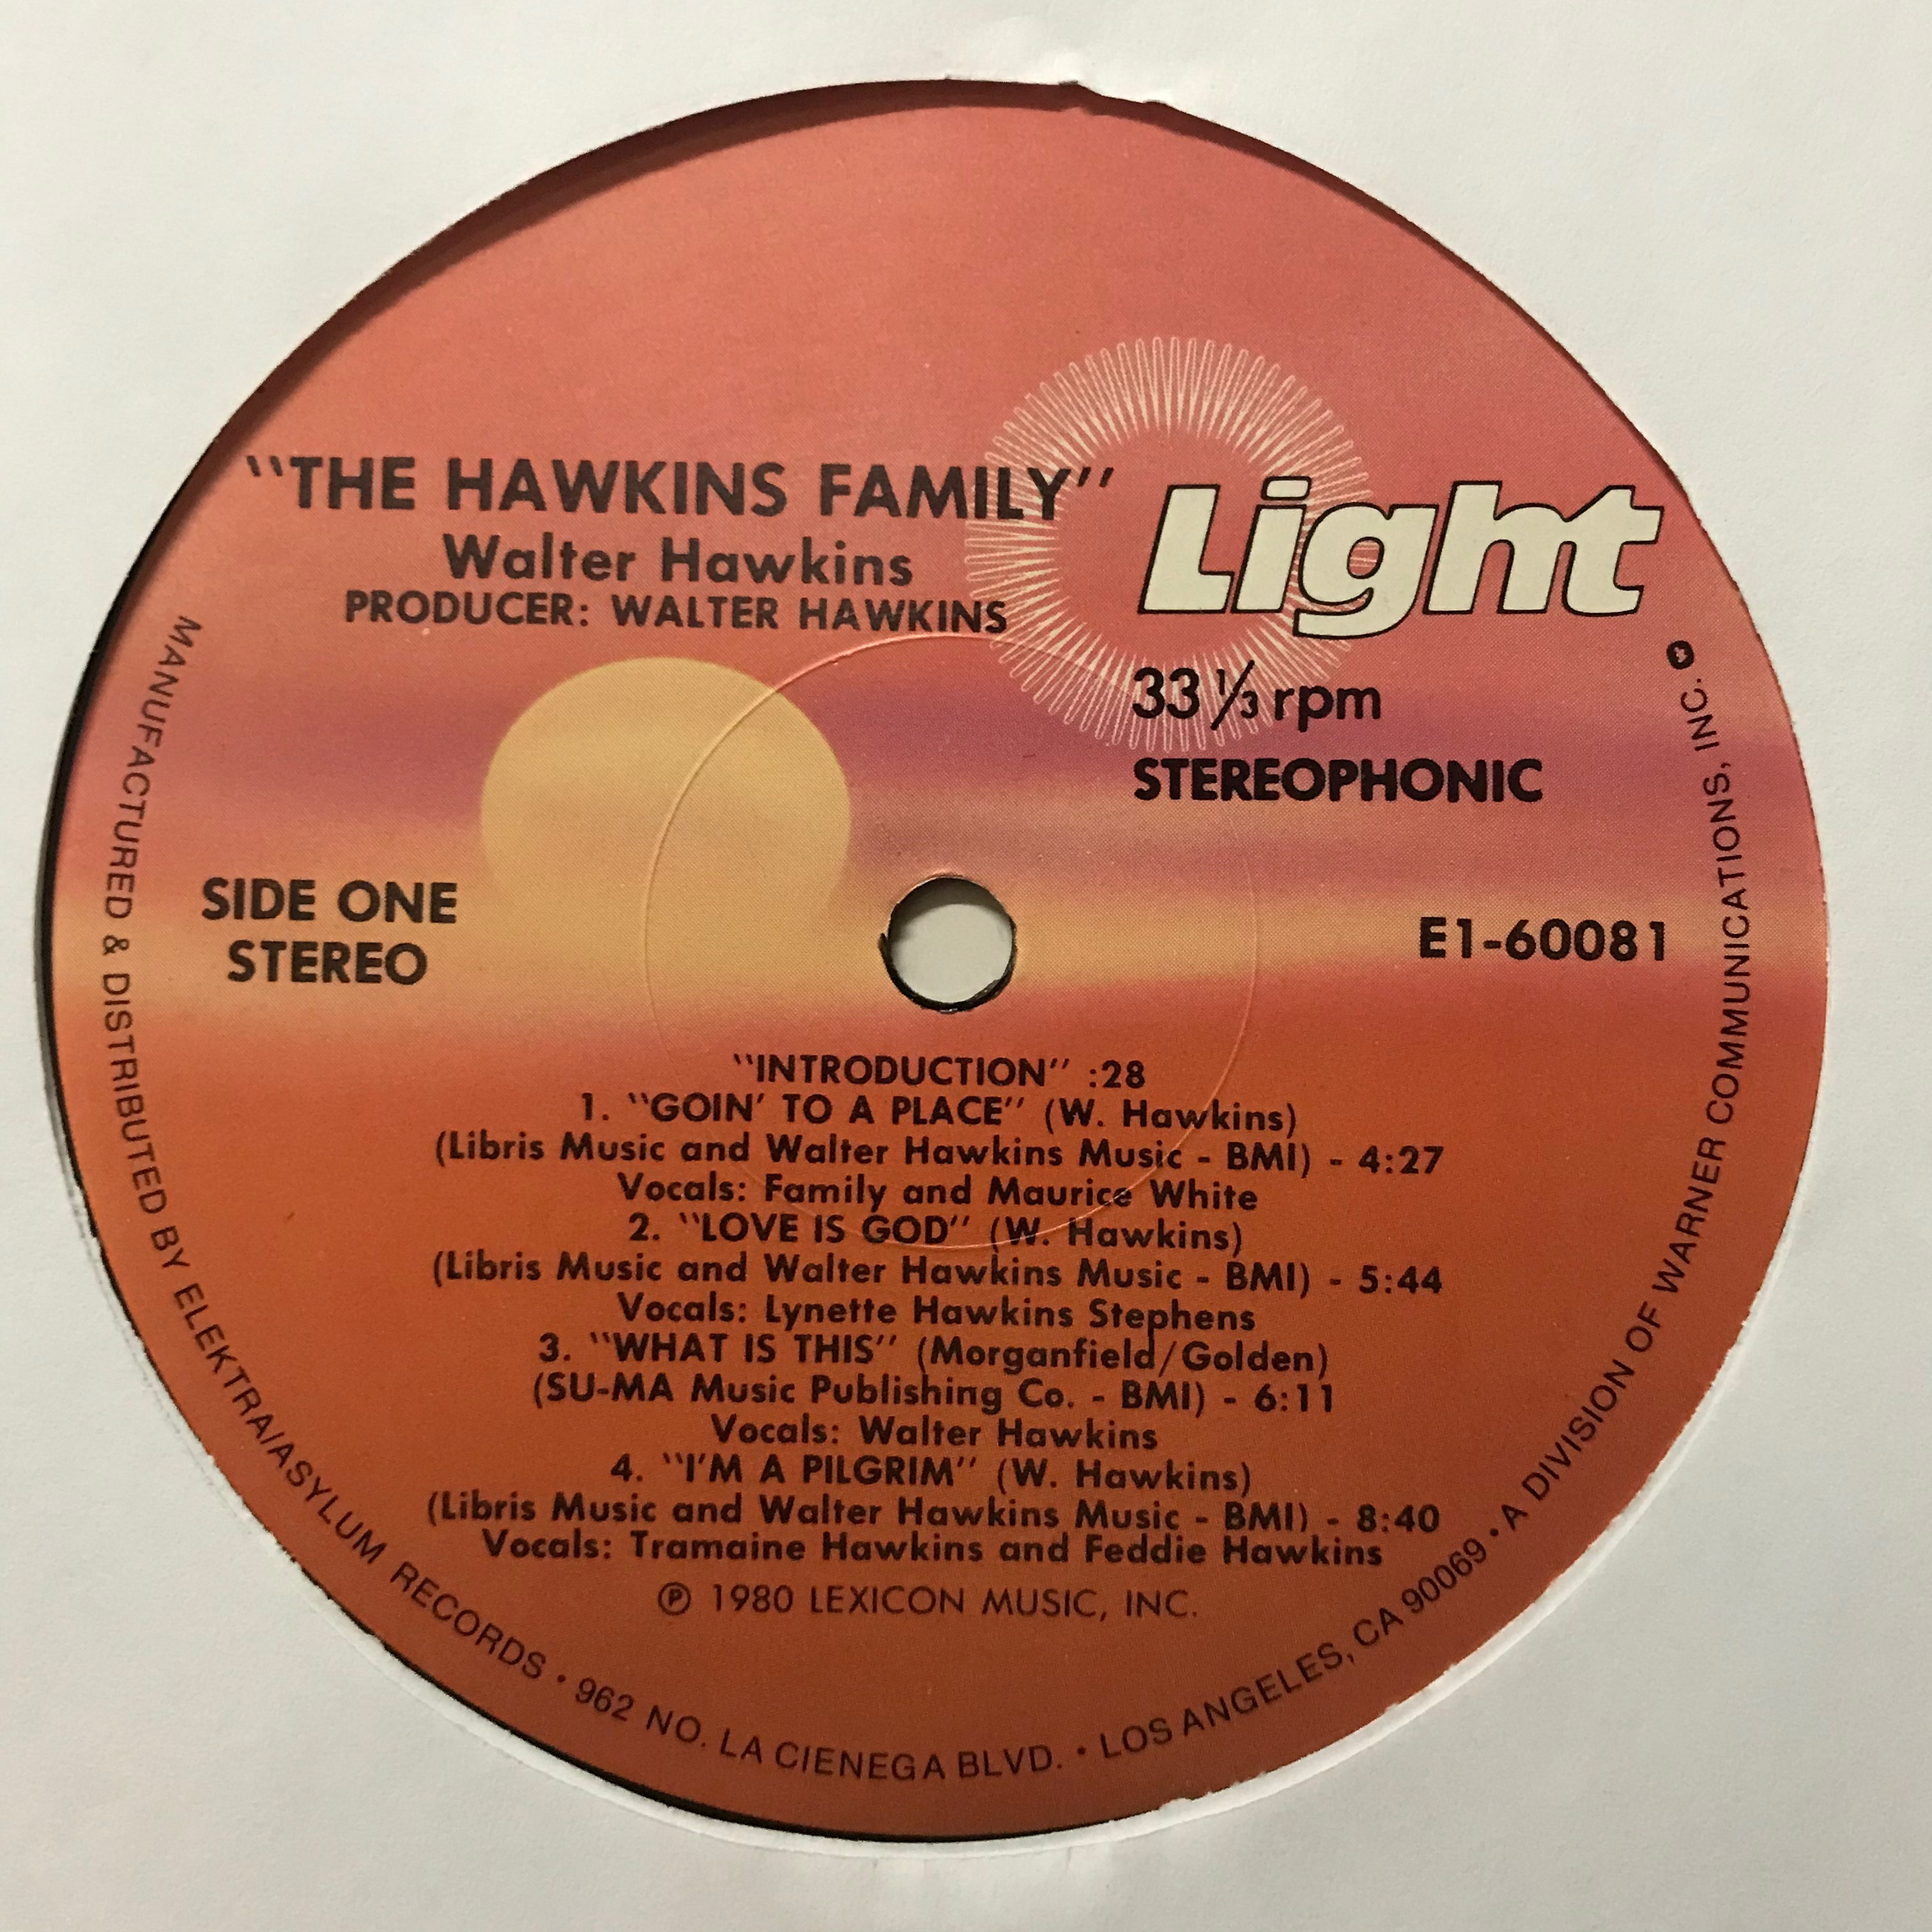 "THE HAWKINS FAMILY"
Walter Hawkins
PRODUCER: WALTER HAWKINS
Light
33 1/3 rpm
STEREOPHONIC
SIDE ONE
STEREO
E1-60081
"INTRODUCTION" :28
1. "GOIN' TO A PLACE" (W. Hawkins)
(Libris Music and Walter Hawkins Music - BMI) - 4:27
Vocals: Family and Maurice White
2. "LOVE IS GOD" (W. Hawkins)
(Libris Music and Walter Hawkins Music - BMI) - 5:44
Vocals: Lynette Hawkins Stephens
3. "WHAT IS THIS" (Morganfield/Golden)
(SU-MA Music Publishing Co. - BMI) - 6:11
Vocals: Walter Hawkins
4. "I'M A PILGRIM" (W. Hawkins)
(Libris Music and Walter Hawkins Music - BMI) - 8:40
Vocals: Tramaine Hawkins and Feddie Hawkins
℗ 1980 LEXICON MUSIC, INC.
MANUFACTURED & DISTRIBUTED BY ELEKTRA/ASYLUM RECORDS • 962 NO. LA CIENEGA BLVD. • LOS ANGELES, CA 90069 • A DIVISION OF WARNER COMMUNICATIONS, INC.